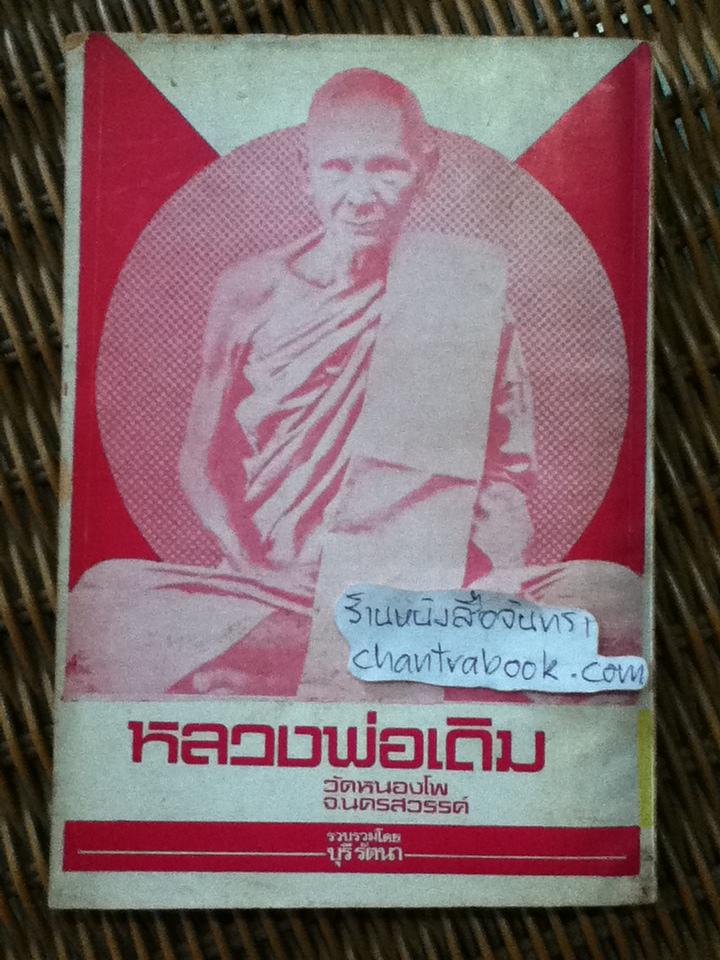 ร้านหนังสือจันทรา
chantrabook.com
หลวงพ่อเดิม
วัดหนองโพ
จ.นครสวรรค์
รวบรวมโดย
บุรี รัตนา